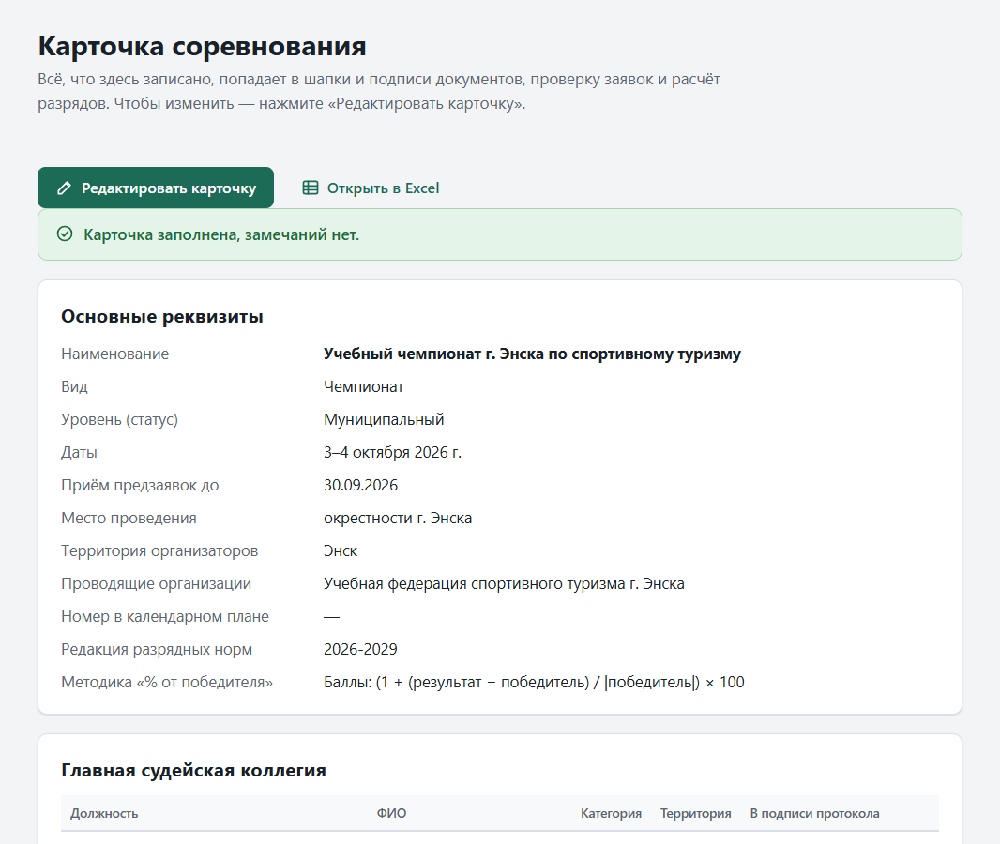 Карточка соревнования
Всё, что здесь записано, попадает в шапки и подписи документов, проверку заявок и расчёт
разрядов. Чтобы изменить — нажмите «Редактировать карточку».
Редактировать карточку
Открыть в Excel
Карточка заполнена, замечаний нет.
Основные реквизиты
Наименование Учебный чемпионат г. Энска по спортивному туризму
Вид Чемпионат
Уровень (статус) Муниципальный
Даты 3–4 октября 2026 г.
Приём предзаявок до 30.09.2026
Место проведения окрестности г. Энска
Территория организаторов Энск
Проводящие организации Учебная федерация спортивного туризма г. Энска
Номер в календарном плане —
Редакция разрядных норм 2026-2029
Методика «% от победителя» Баллы: (1 + (результат − победитель) / |победитель|) × 100
Главная судейская коллегия
Должность ФИО Категория Территория В подписи протокола